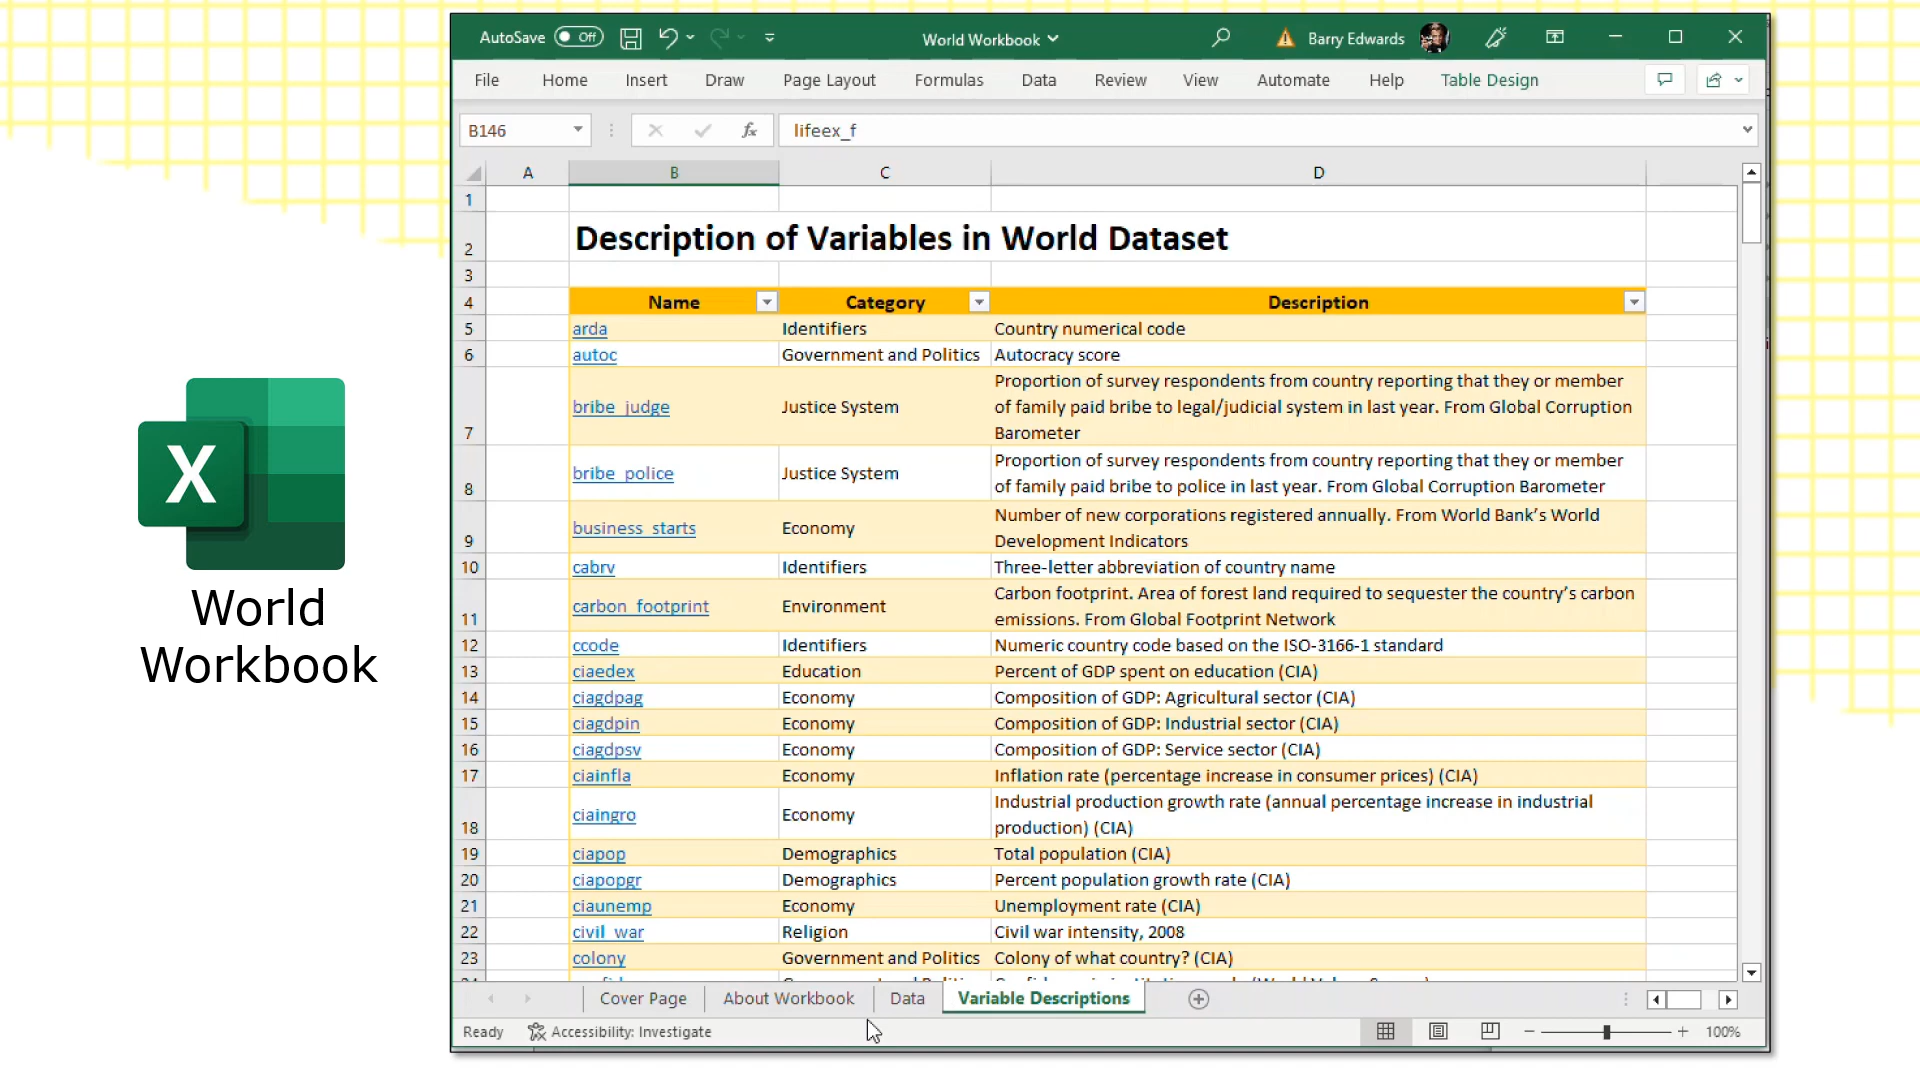 AutoSave Off World Workbook Barry Edwards
File Home Insert Draw Page Layout Formulas Data Review View Automate Help Table Design
B146 fx lifeex_f
A B C D
1
2 Description of Variables in World Dataset
3
4 Name Category Description
5 arda Identifiers Country numerical code
6 autoc Government and Politics Autocracy score
Proportion of survey respondents from country reporting that they or member
bribe_judge Justice System of family paid bribe to legal/judicial system in last year. From Global Corruption
7 Barometer
Proportion of survey respondents from country reporting that they or member
bribe_police Justice System
8 of family paid bribe to police in last year. From Global Corruption Barometer
Number of new corporations registered annually. From World Bank’s World
business_starts Economy
9 Development Indicators
10 cabrv Identifiers Three-letter abbreviation of country name
Carbon footprint. Area of forest land required to sequester the country’s carbon
carbon_footprint Environment
11 emissions. From Global Footprint Network
12 ccode Identifiers Numeric country code based on the ISO-3166-1 standard
13 ciaedex Education Percent of GDP spent on education (CIA)
14 ciagdpag Economy Composition of GDP: Agricultural sector (CIA)
15 ciagdpin Economy Composition of GDP: Industrial sector (CIA)
16 ciagdpsv Economy Composition of GDP: Service sector (CIA)
17 ciainfla Economy Inflation rate (percentage increase in consumer prices) (CIA)
Industrial production growth rate (annual percentage increase in industrial
ciaingro Economy
18 production) (CIA)
19 ciapop Demographics Total population (CIA)
20 ciapopgr Demographics Percent population growth rate (CIA)
21 ciaunemp Economy Unemployment rate (CIA)
22 civil_war Religion Civil war intensity, 2008
23 colony Government and Politics Colony of what country? (CIA)
Cover Page About Workbook Data Variable Descriptions
Ready Accessibility: Investigate 100%
X
World
Workbook